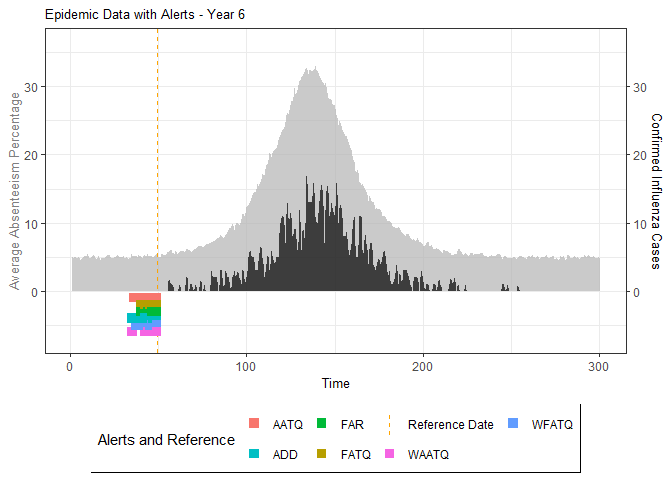 Epidemic Data with Alerts - Year 6
Average Absenteeism Percentage
Confirmed Influenza Cases
30
20
10
0
30
20
10
0
0
100
200
300
Time
Alerts and Reference
AATQ
FAR
Reference Date
WFATQ
ADD
FATQ
WAATQ